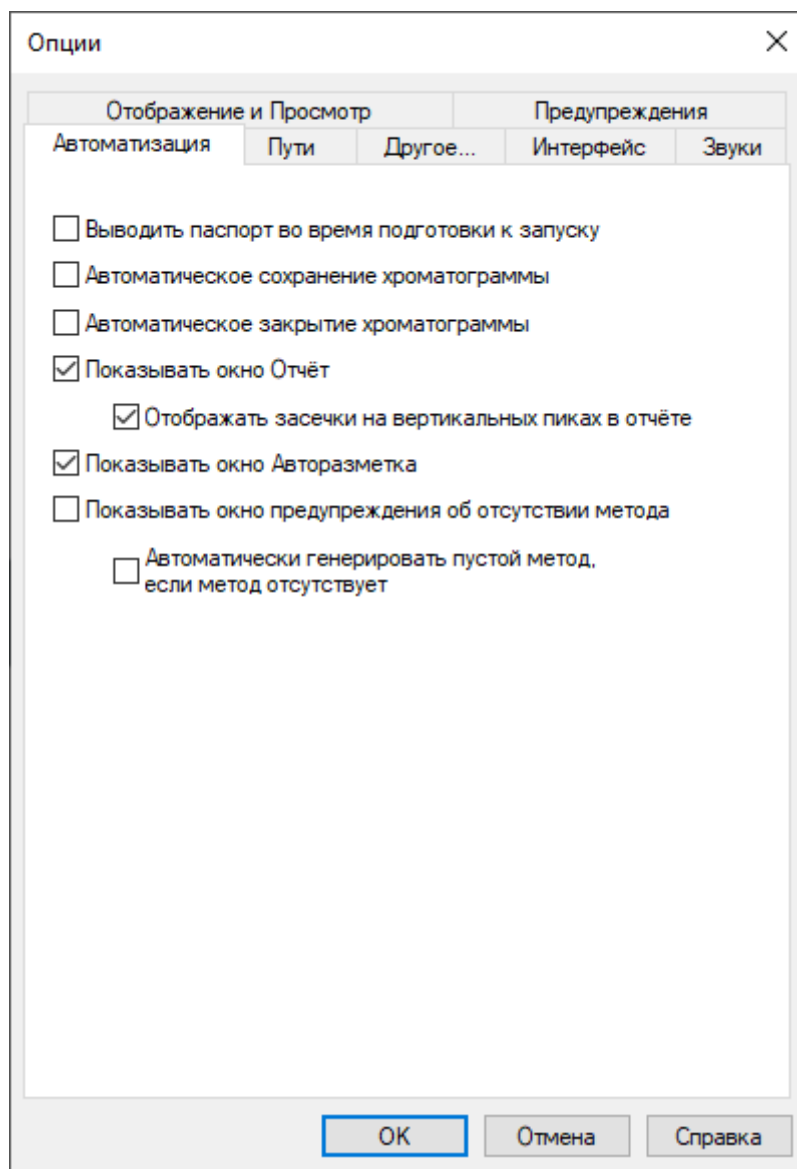 Опции
Отображение и Просмотр
Предупреждения
Автоматизация
Пути
Другое...
Интерфейс
Звуки
Выводить паспорт во время подготовки к запуску
Автоматическое сохранение хроматограммы
Автоматическое закрытие хроматограммы
Показывать окно Отчёт
Отображать засечки на вертикальных пиках в отчёте
Показывать окно Авторазметка
Показывать окно предупреждения об отсутствии метода
Автоматически генерировать пустой метод,
если метод отсутствует
OK
Отмена
Справка